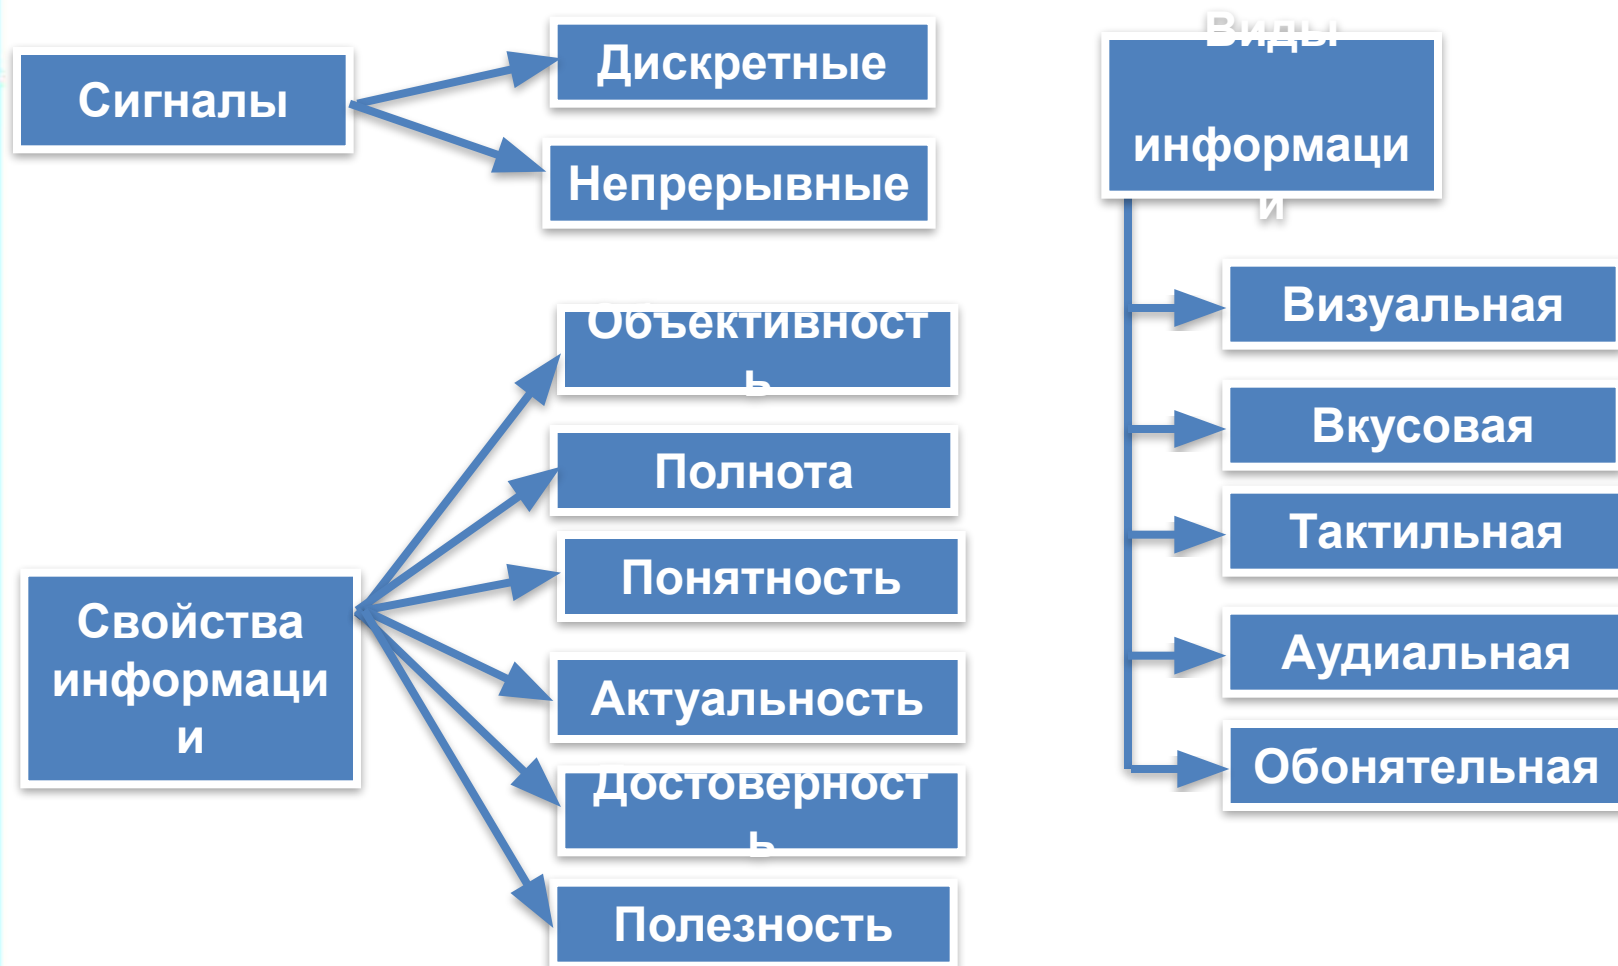 Сигналы
Дискретные
Непрерывные
Свойства
информаци
и
Объективност
ь
Полнота
Понятность
Актуальность
Достоверност
ь
Полезность
Виды
информаци
и
Визуальная
Вкусовая
Тактильная
Аудиальная
Обонятельная